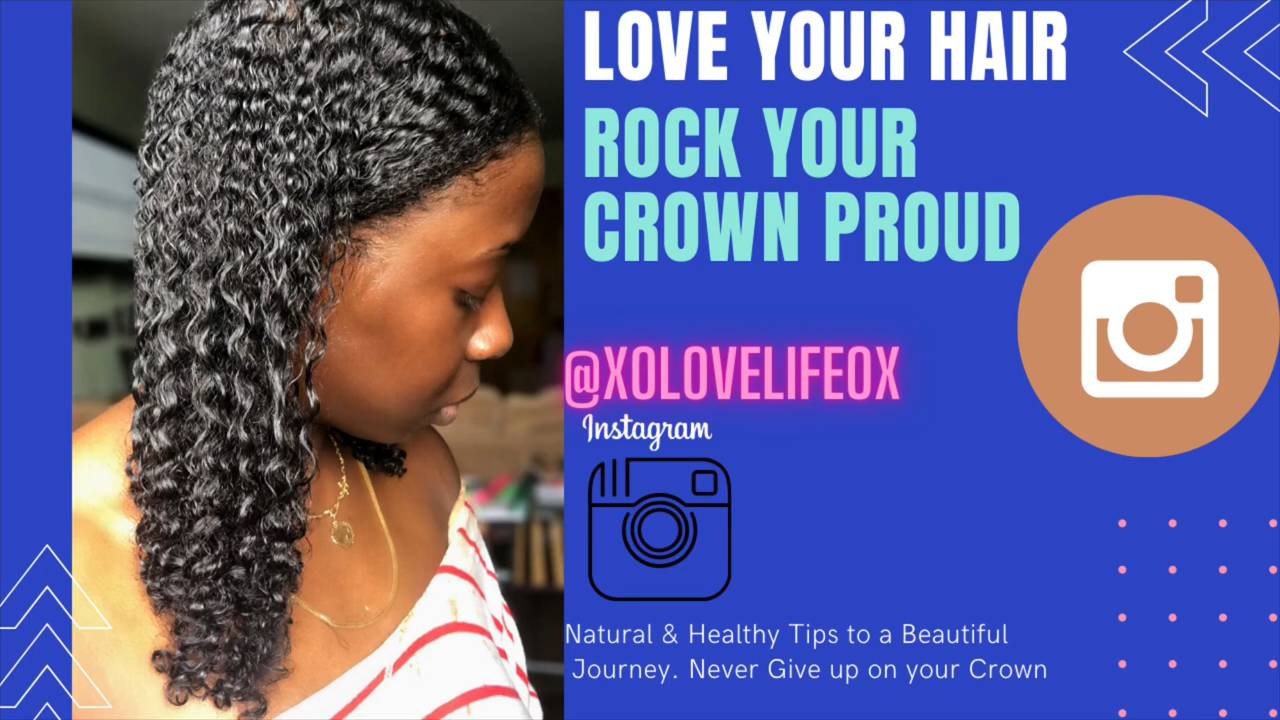 LOVE YOUR HAIR
ROCK YOUR
CROWN PROUD
@XOLOVELIFEOX
Instagram
Natural & Healthy Tips to a Beautiful
Journey. Never Give up on your Crown